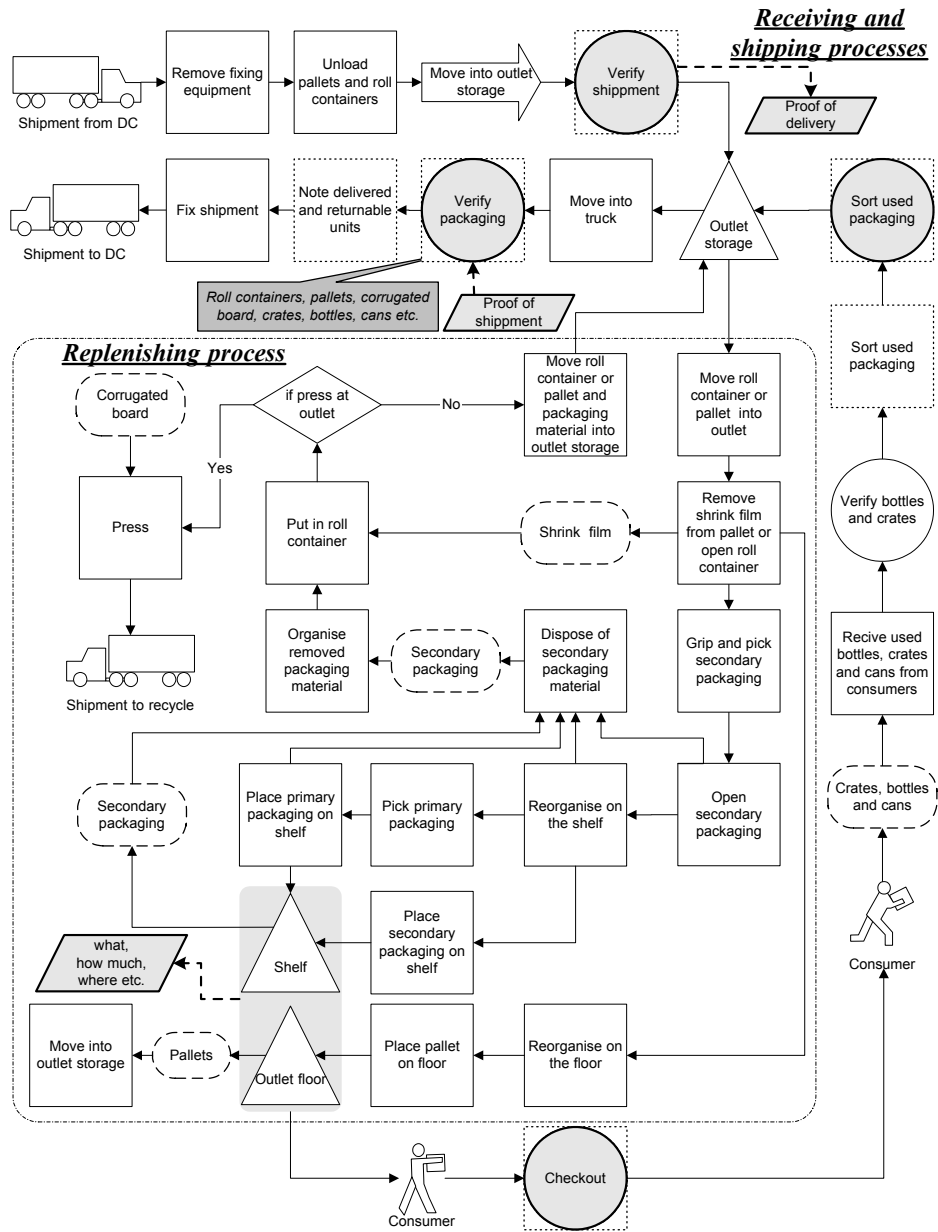 Receiving and
shipping processes
Shipment from DC
Remove fixing
equipment
Unload
pallets and roll
containers
Move into outlet
storage
Verify
shippment
Proof of
delivery
Shipment to DC
Fix shipment
Note delivered
and returnable
units
Verify
packaging
Move into
truck
Outlet
storage
Sort used
packaging
Roll containers, pallets, corrugated
board, crates, bottles, cans etc.
Proof of
shippment
Sort used
packaging
Replenishing process
Corrugated
board
if press at
outlet
No
Yes
Move roll
container or
pallet and
packaging
material into
outlet storage
Move roll
container or
pallet into
outlet
Press
Put in roll
container
Shrink film
Remove
shrink film
from pallet or
open roll
container
Verify bottles
and crates
Shipment to recycle
Organise
removed
packaging
material
Secondary
packaging
Dispose of
secondary
packaging
material
Grip and pick
secondary
packaging
Recive used
bottles, crates
and cans from
consumers
Secondary
packaging
Place primary
packaging on
shelf
Pick primary
packaging
Reorganise on
the shelf
Open
secondary
packaging
Crates, bottles
and cans
Consumer
what,
how much,
where etc.
Shelf
Place
secondary
packaging on
shelf
Move into
outlet storage
Pallets
Outlet floor
Place pallet
on floor
Reorganise on
the floor
Consumer
Checkout